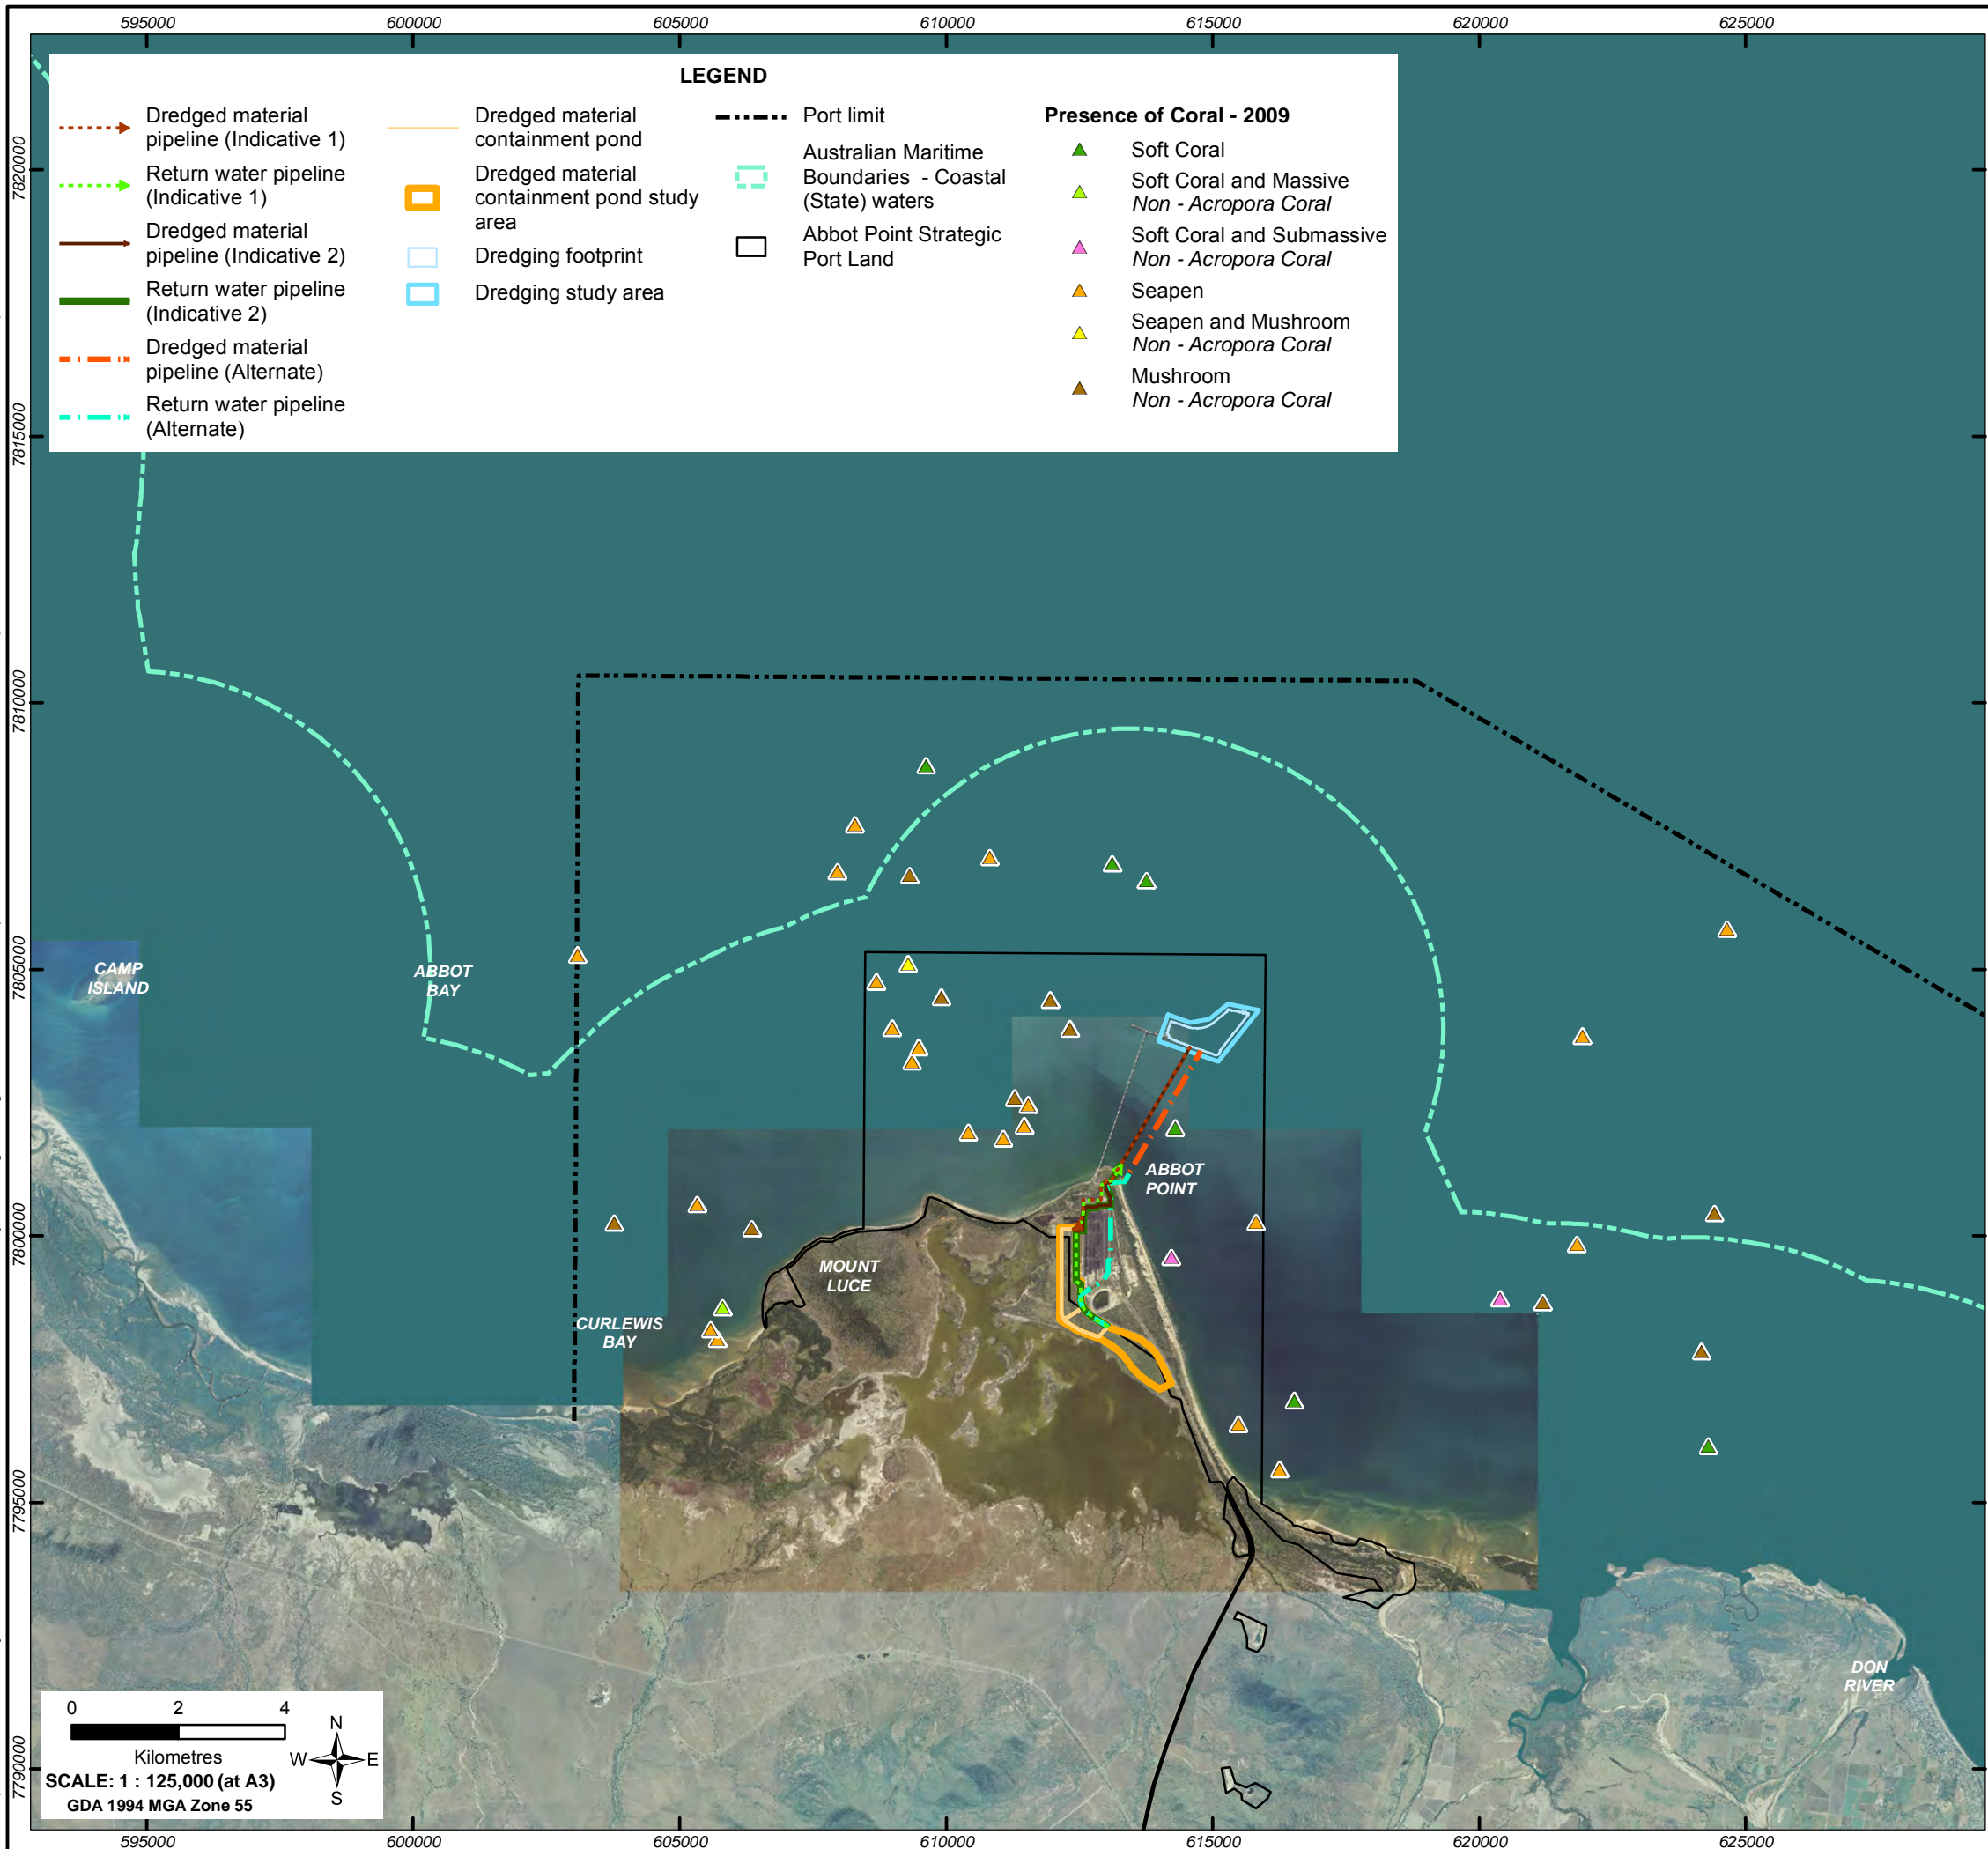 595000 600000 605000 610000 615000 620000 625000
LEGEND
Dredged material
pipeline (Indicative 1)
Return water pipeline
(Indicative 1)
Dredged material
pipeline (Indicative 2)
Return water pipeline
(Indicative 2)
Dredged material
pipeline (Alternate)
Return water pipeline
(Alternate)
Dredged material
containment pond
Dredged material
containment pond study
area
Dredging footprint
Dredging study area
Port limit
Australian Maritime
Boundaries - Coastal
(State) waters
Abbot Point Strategic
Port Land
Presence of Coral - 2009
Soft Coral
Soft Coral and Massive
Non - Acropora Coral
Soft Coral and Submassive
Non - Acropora Coral
Seapen
Seapen and Mushroom
Non - Acropora Coral
Mushroom
Non - Acropora Coral
7820000
7815000
7810000
7805000
7800000
7795000
7790000
CAMP
ISLAND
ABBOT
BAY
ABBOT
POINT
MOUNT
LUCE
CURLEWIS
BAY
DON
RIVER
0 2 4
Kilometres
SCALE: 1 : 125,000 (at A3)
GDA 1994 MGA Zone 55
N
W E
S
595000 600000 605000 610000 615000 620000 625000